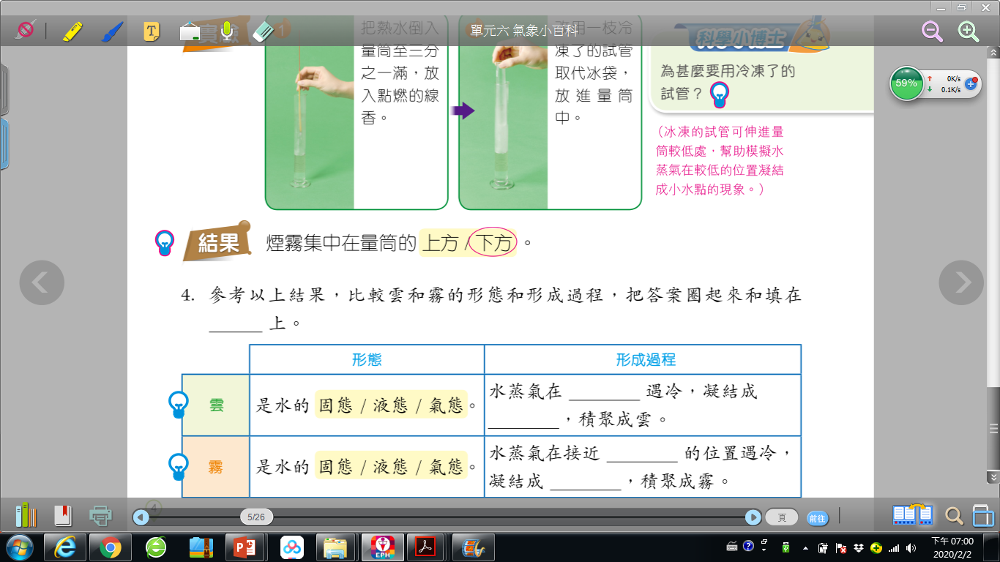 單元六 氣象小百科
實驗 1
把熱水倒入
量筒至三分
之一滿，放
入點燃的線
香。
用一枝冷
凍了的試管
取代冰袋，
放進量筒
中。
科學小博士
為甚麼要用冷凍了的
試管？
（冰凍的試管可伸進量
筒較低處，幫助模擬水
蒸氣在較低的位置凝結
成小水點的現象。）
59%
0K/s
0.1K/s
結果 煙霧集中在量筒的 上方 / 下方 。
4. 參考以上結果，比較雲和霧的形態和形成過程，把答案圈起來和填在
______ 上。
形態 形成過程
雲 是水的 固態 / 液態 / 氣態。 水蒸氣在 ________ 遇冷，凝結成
________，積聚成雲。
霧 是水的 固態 / 液態 / 氣態。 水蒸氣在接近 ________ 的位置遇冷，
凝結成 ________，積聚成霧。
4
5/26
頁
前往
EPH
下午 07:00
2020/2/2